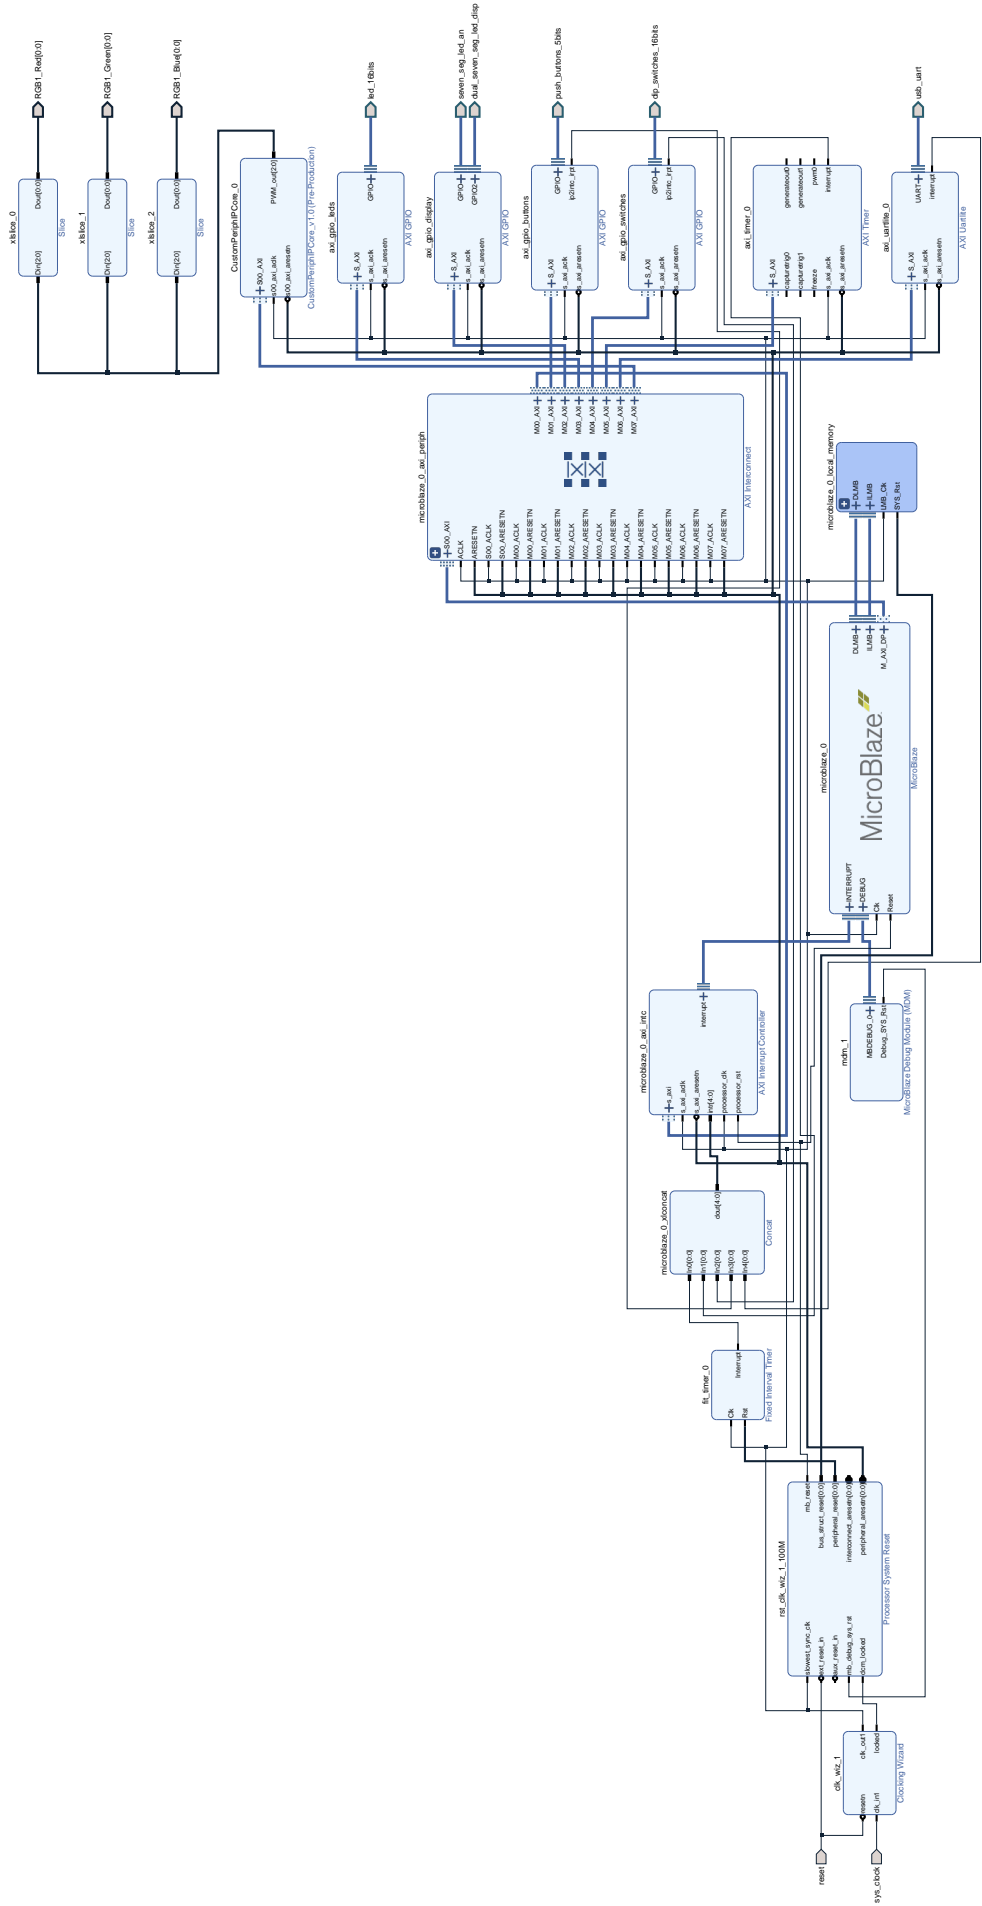 reset
sys_clock
clk_wiz_1
resetn
clk_in1
clk_out1
locked
Clocking Wizard
rst_clk_wiz_1_100M
slowest_sync_clk
ext_reset_in
aux_reset_in
mb_debug_sys_rst
dcm_locked
mb_reset
bus_struct_reset[0:0]
peripheral_reset[0:0]
interconnect_aresetn[0:0]
peripheral_aresetn[0:0]
Processor System Reset
fit_timer_0
Clk
Rst
Interrupt
Fixed Interval Timer
microblaze_0_xlconcat
In0[0:0]
In1[0:0]
In2[0:0]
In3[0:0]
In4[0:0]
dout[4:0]
Concat
microblaze_0_axi_intc
s_axi
s_axi_aclk
s_axi_aresetn
intr[4:0]
processor_clk
processor_rst
interrupt
AXI Interrupt Controller
mdm_1
MBDEBUG_0
Debug_SYS_Rst
MicroBlaze Debug Module (MDM)
microblaze_0
INTERRUPT
DEBUG
Clk
Reset
MicroBlaze
DLMB
ILMB
M_AXI_DP
MicroBlaze
microblaze_0_local_memory
DLMB
ILMB
LMB_Clk
SYS_Rst
microblaze_0_axi_periph
S00_AXI
ACLK
ARESETN
S00_ACLK
S00_ARESETN
M00_ACLK
M00_ARESETN
M01_ACLK
M01_ARESETN
M02_ACLK
M02_ARESETN
M03_ACLK
M03_ARESETN
M04_ACLK
M04_ARESETN
M05_ACLK
M05_ARESETN
M06_ACLK
M06_ARESETN
M07_ACLK
M07_ARESETN
M00_AXI
M01_AXI
M02_AXI
M03_AXI
M04_AXI
M05_AXI
M06_AXI
M07_AXI
AXI Interconnect
xlslice_0
Din[2:0]
Dout[0:0]
Slice
RGB1_Red[0:0]
xlslice_1
Din[2:0]
Dout[0:0]
Slice
RGB1_Green[0:0]
xlslice_2
Din[2:0]
Dout[0:0]
Slice
RGB1_Blue[0:0]
CustomPeriphIPCore_0
S00_AXI
s00_axi_aclk
s00_axi_aresetn
PWM_out[2:0]
CustomPeriphIPCore_v1.0 (Pre-Production)
axi_gpio_leds
S_AXI
s_axi_aclk
s_axi_aresetn
GPIO
AXI GPIO
led_16bits
axi_gpio_display
S_AXI
s_axi_aclk
s_axi_aresetn
GPIO
GPIO2
AXI GPIO
seven_seg_led_an
dual_seven_seg_led_disp
axi_gpio_buttons
S_AXI
s_axi_aclk
s_axi_aresetn
GPIO
ip2intc_irpt
AXI GPIO
push_buttons_5bits
axi_gpio_switches
S_AXI
s_axi_aclk
s_axi_aresetn
GPIO
ip2intc_irpt
AXI GPIO
dip_switches_16bits
axi_timer_0
S_AXI
capturetrig0
capturetrig1
freeze
s_axi_aclk
s_axi_aresetn
generateout0
generateout1
pwm0
interrupt
AXI Timer
axi_uartlite_0
S_AXI
s_axi_aclk
s_axi_aresetn
UART
interrupt
AXI Uartlite
usb_uart